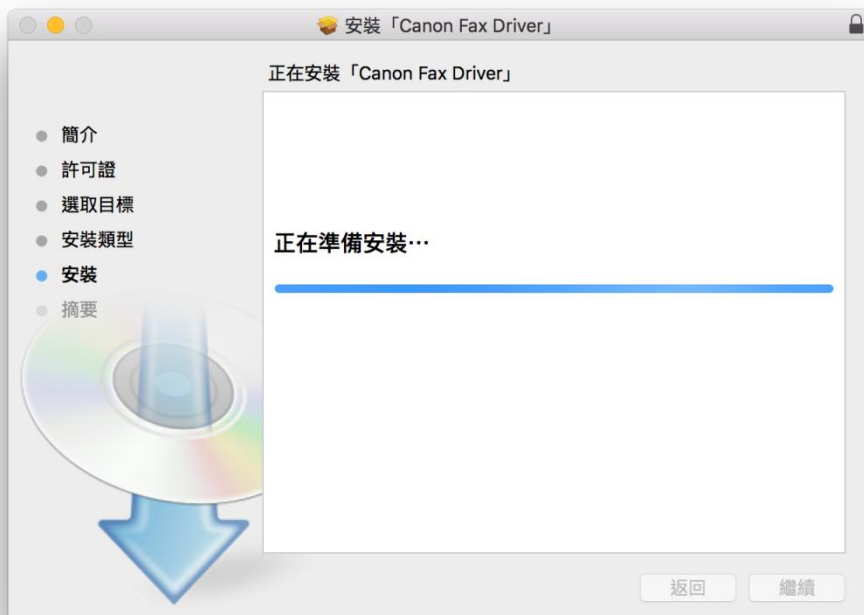 安裝「Canon Fax Driver」
正在安裝「Canon Fax Driver」
簡介
許可證
選取目標
安裝類型
安裝
摘要
正在準備安裝⋯
返回
繼續